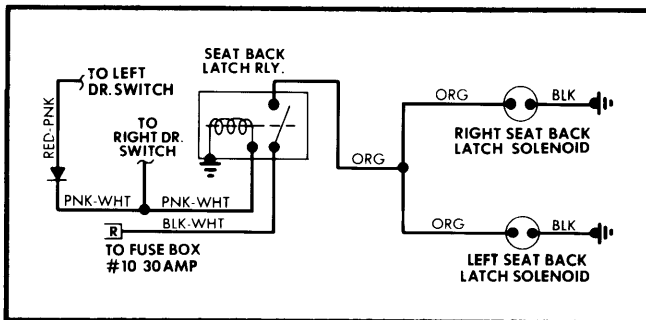 SEAT BACK
LATCH RLY.
TO LEFT
DR. SWITCH
TO
RIGHT DR.
SWITCH
RED-PNK
PNK-WHT
PNK-WHT
BLK-WHT
R
TO FUSE BOX
#10 30 AMP
ORG
ORG
BLK
RIGHT SEAT BACK
LATCH SOLENOID
ORG
BLK
LEFT SEAT BACK
LATCH SOLENOID